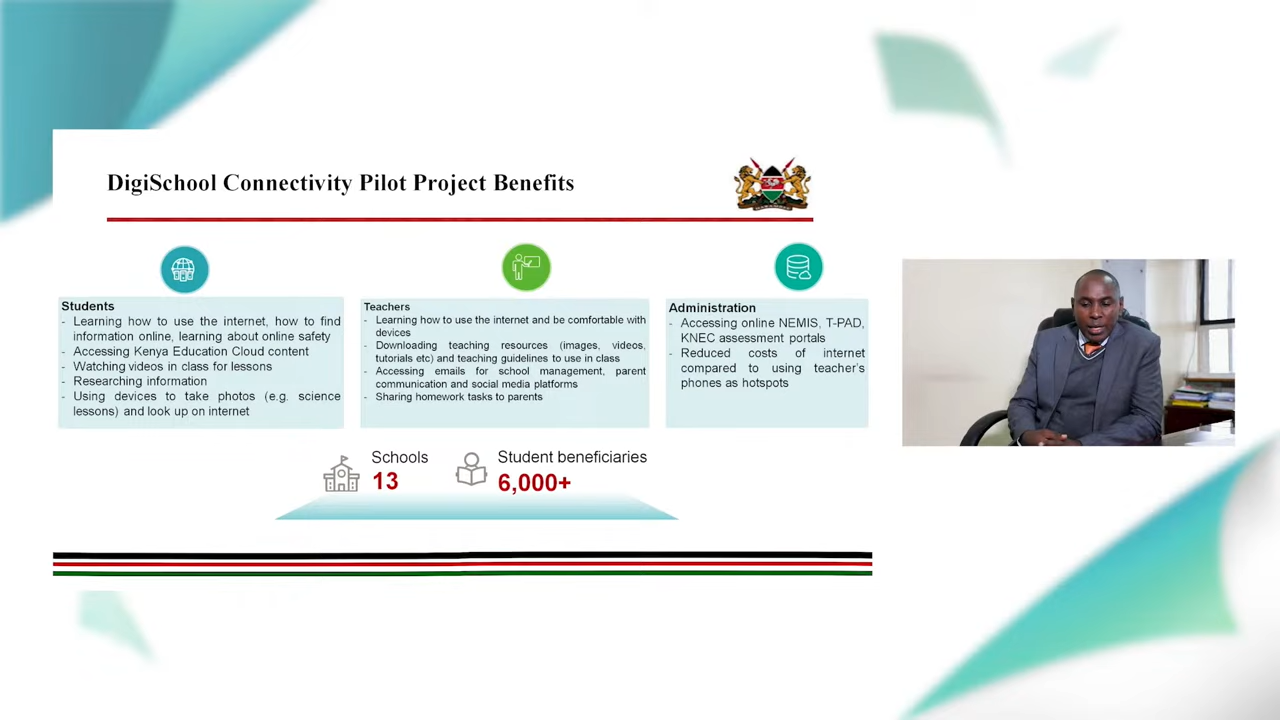 DigiSchool Connectivity Pilot Project Benefits
Students
- Learning how to use the internet, how to find
information online, learning about online safety
- Accessing Kenya Education Cloud content
- Watching videos in class for lessons
- Researching information
- Using devices to take photos (e.g. science
lessons) and look up on internet
Teachers
- Learning how to use the internet and be comfortable with
devices
- Downloading teaching resources (images, videos,
tutorials etc) and teaching guidelines to use in class
- Accessing emails for school management, parent
communication and social media platforms
- Sharing homework tasks to parents
Administration
- Accessing online NEMIS, T-PAD,
KNEC assessment portals
- Reduced costs of internet
compared to using teacher's
phones as hotspots
Schools
13
Student beneficiaries
6,000+